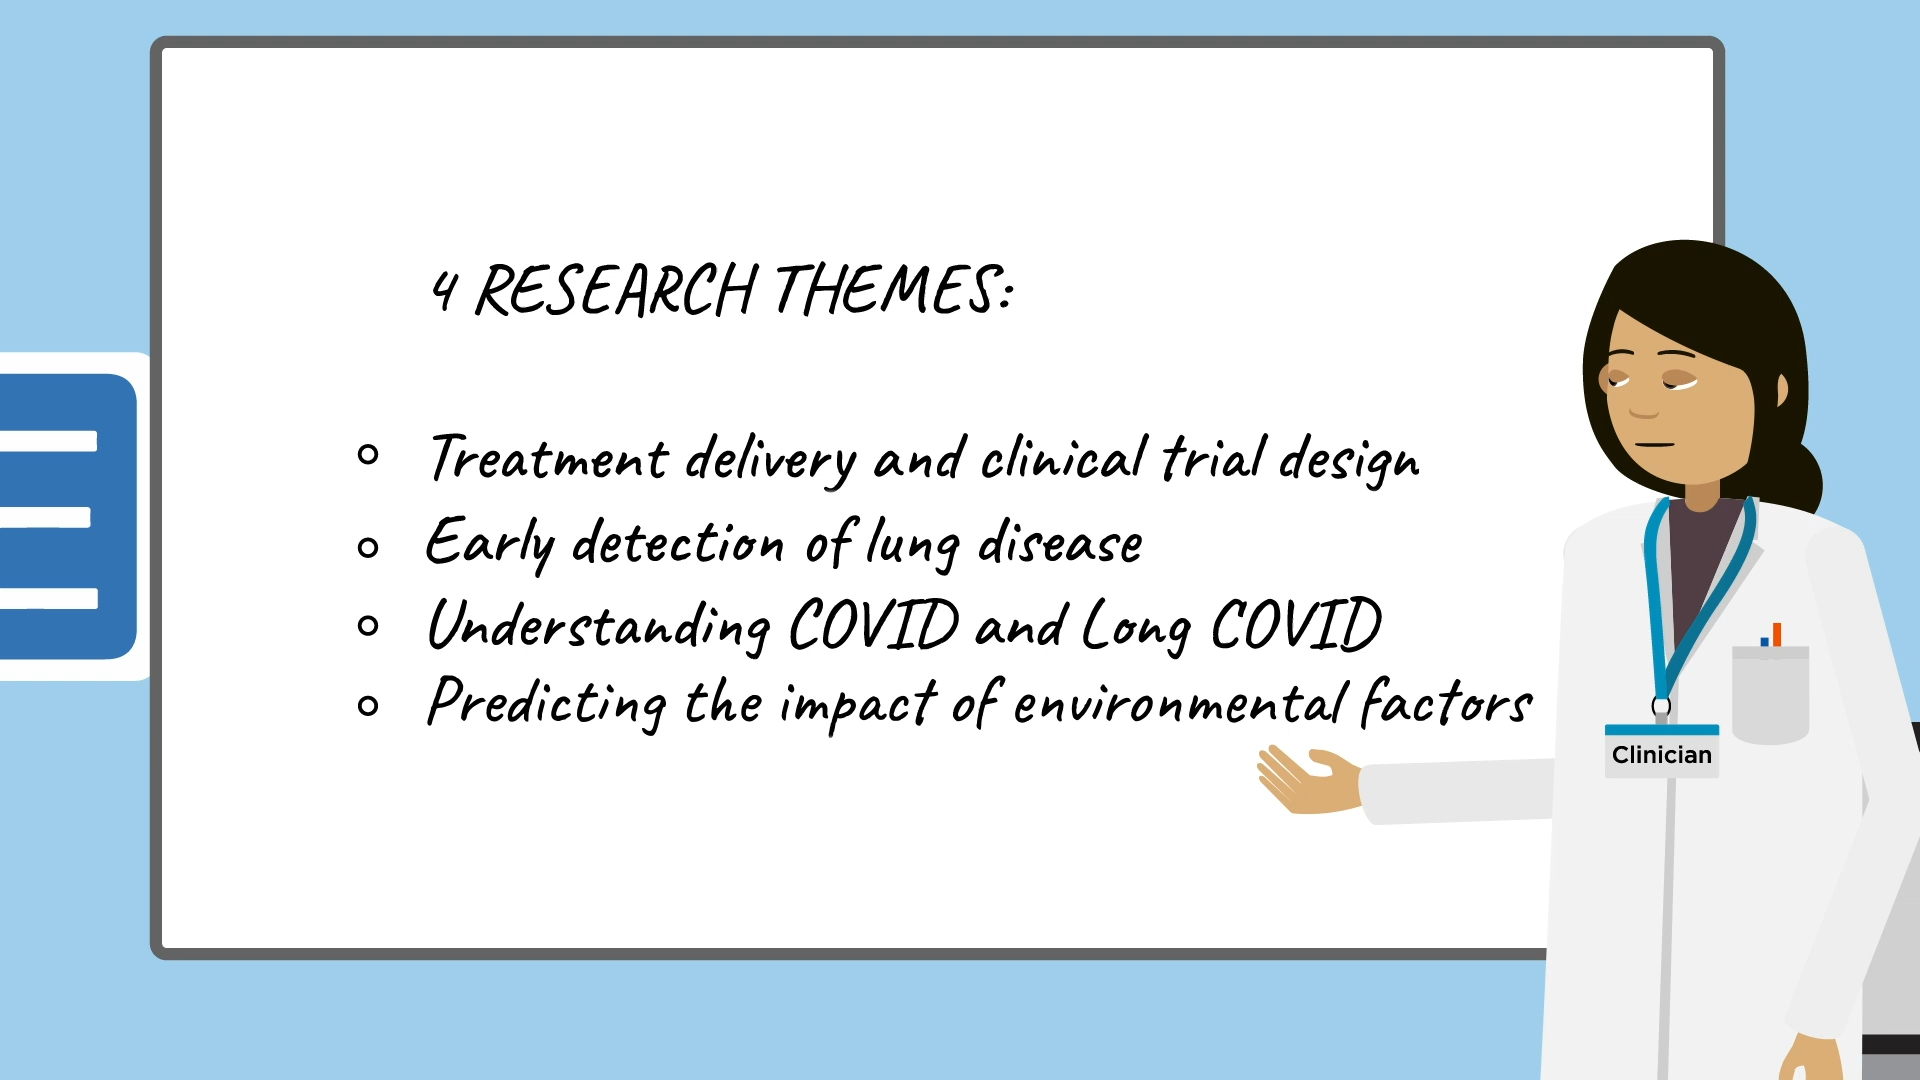 4 RESEARCH THEMES:
Treatment delivery and clinical trial design
Early detection of lung disease
Understanding COVID and Long COVID
Predicting the impact of environmental factors
Clinician